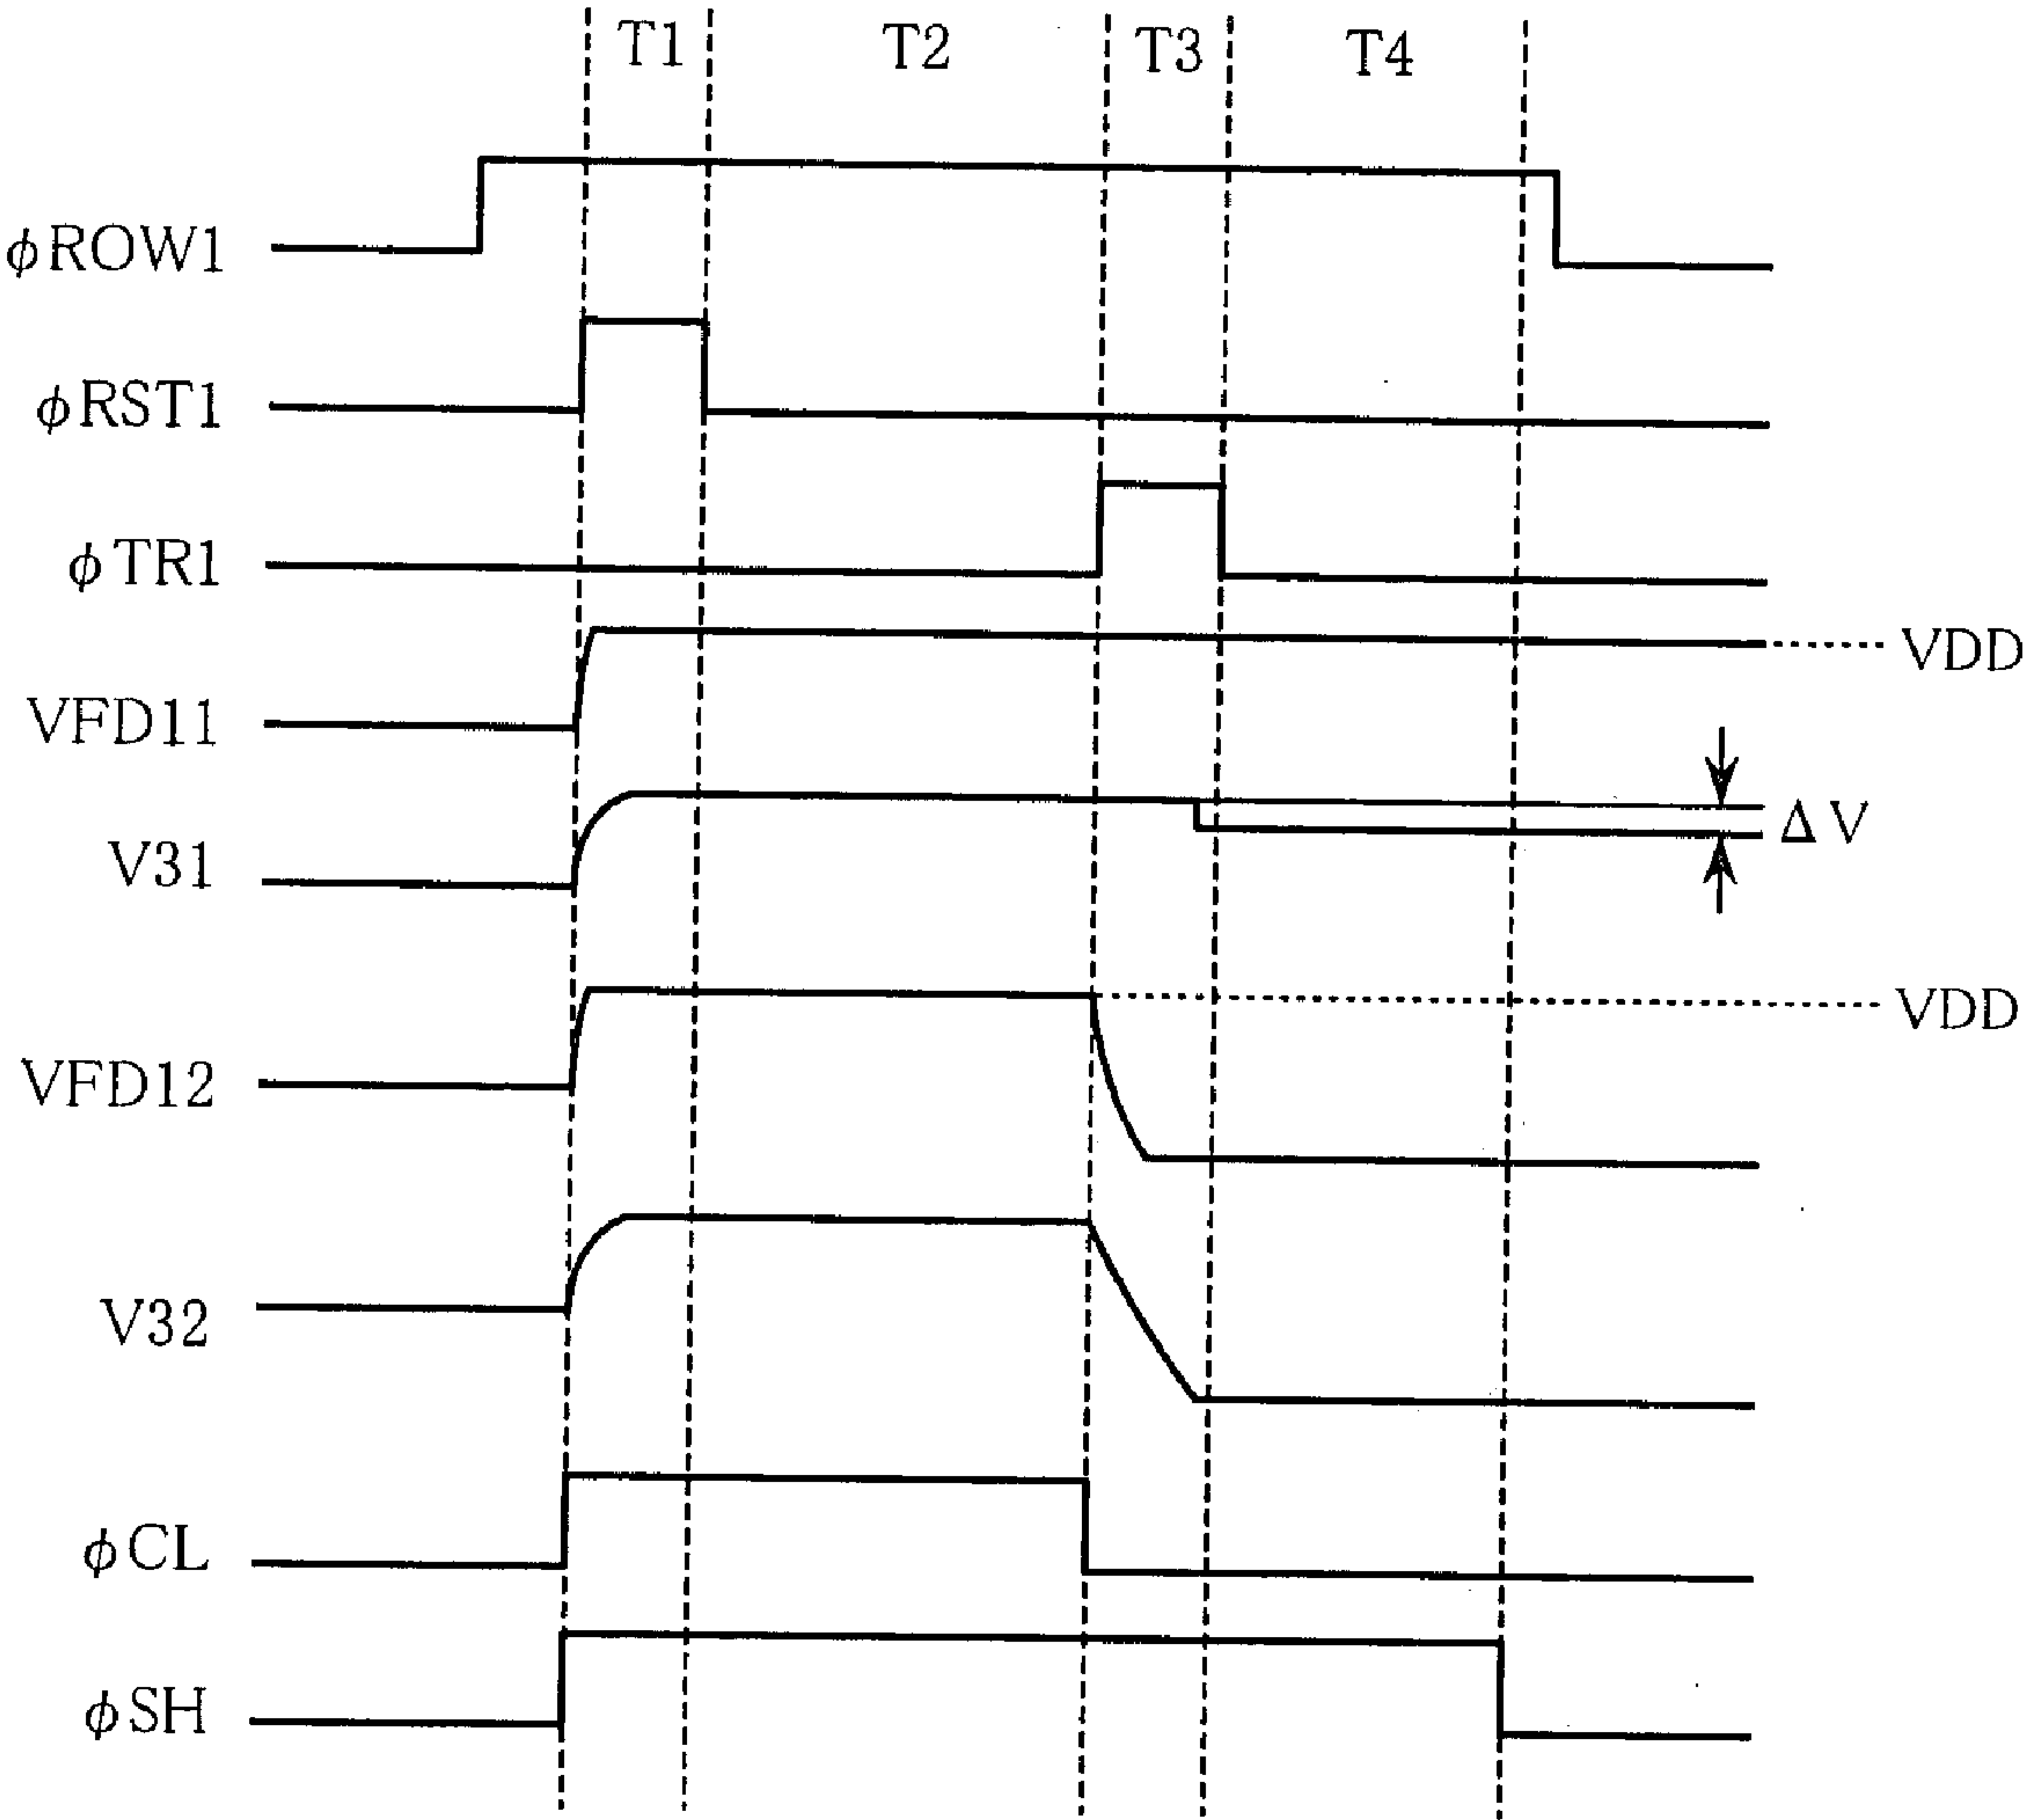 T1 T2 T3 T4
φROW1
φRST1
φTR1
VDD
VFD11
ΔV
V31
VDD
VFD12
V32
φCL
φSH